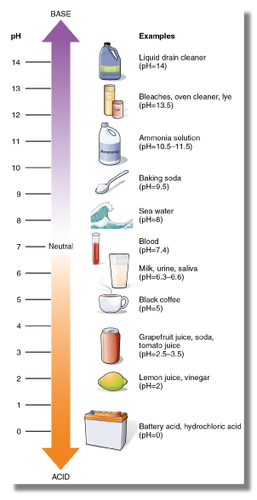 BASE
pH
Examples
14
Liquid drain cleaner
(pH=14)
13
Bleaches, oven cleaner, lye
(pH=13.5)
12
11
Ammonia solution
(pH=10.5–11.5)
Ammonia
10
Baking soda
(pH=9.5)
9
8
Sea water
(pH=8)
7
Neutral
Blood
(pH=7.4)
6
Milk, urine, saliva
(pH=6.3–6.6)
5
Black coffee
(pH=5)
4
3
Grapefruit juice, soda,
tomato juice
(pH=2.5–3.5)
2
Lemon juice, vinegar
(pH=2)
1
0
Battery acid, hydrochloric acid
(pH=0)
ACID